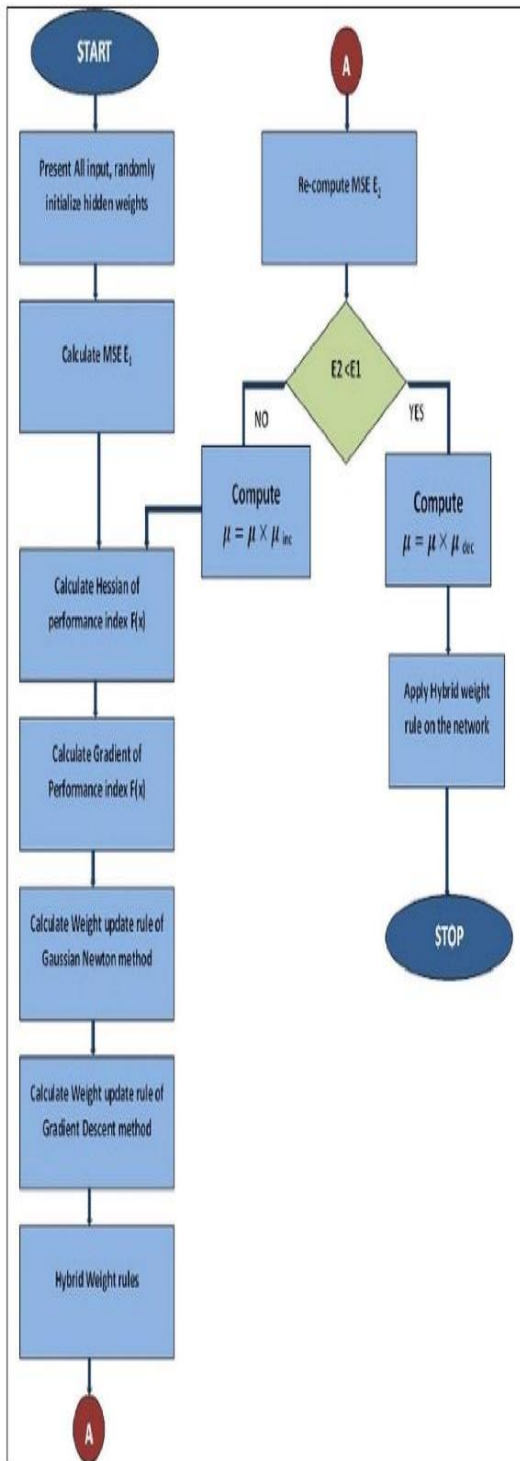 START
Present All input, randomly
initialize hidden weights
Calculate MSE E₁
Calculate Hessian of
performance index F(x)
Calculate Gradient of
Performance index F(x)
Calculate Weight update rule of
Gaussian Newton method
Calculate Weight update rule of
Gradient Descent method
Hybrid Weight rules
A
A
Re-compute MSE E₂
E2 <E1
NO
YES
Compute
μ = μ × μ inc
Compute
μ = μ × μ dec
Apply Hybrid weight
rule on the network
STOP